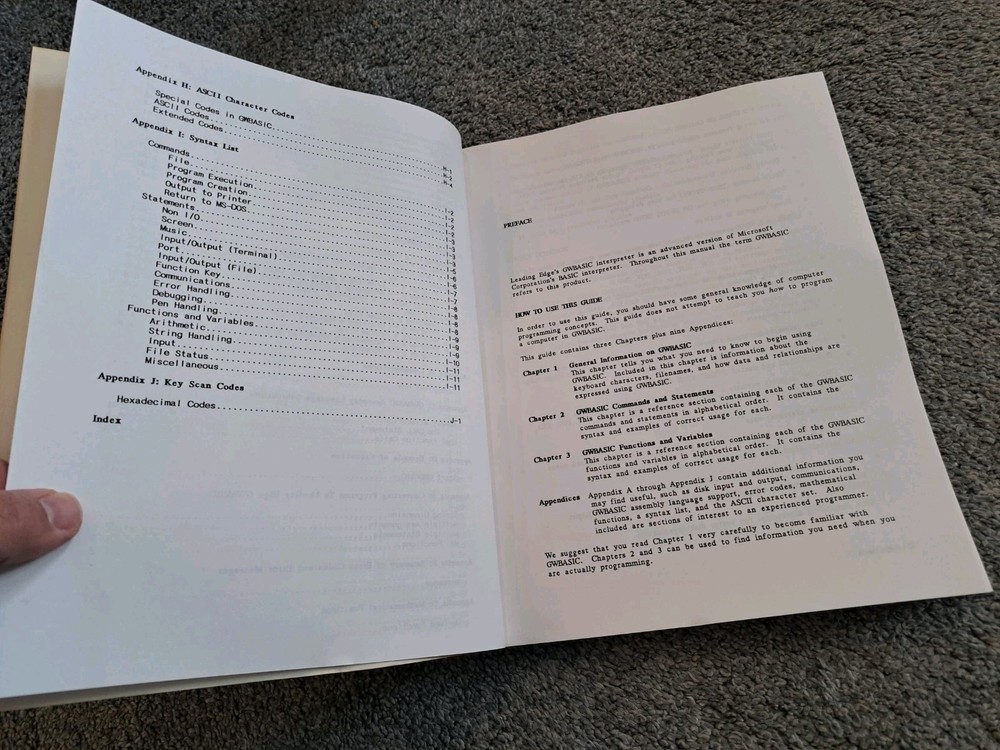 Appendix H: ASCII Character Codes
Special Codes in GWBASIC..........H-1
ASCII Codes..........H-2
Extended Codes..........H-4
Appendix I: Syntax List
Commands..........I-2
File..........I-2
Program Execution..........I-2
Program Creation..........
Output to Printer..........
Return to MS-DOS..........
Statements..........
Non I/O..........
Screen..........
Music..........
Input/Output (Terminal)..........
Port..........
Input/Output (File)..........
Function Key..........
Communications..........
Error Handling..........
Debugging..........
Pen Handling..........
Functions and Variables..........
Arithmetic..........I-9
String Handling..........I-9
Input..........I-10
File Status..........I-11
Miscellaneous..........I-11
Appendix J: Key Scan Codes
Hexadecimal Codes..........J-1
Index
PREFACE
Leading Edge's GWBASIC interpreter is an advanced version of Microsoft
Corporation's BASIC interpreter. Throughout this manual the term GWBASIC
refers to this product.
HOW TO USE THIS GUIDE
In order to use this guide, you should have some general knowledge of computer
programming concepts. This guide does not attempt to teach you how to program
a computer in GWBASIC.
This guide contains three Chapters plus nine Appendices:
Chapter 1 General Information on GWBASIC
This chapter tells you what you need to know to begin using
GWBASIC. Included in this chapter is information about the
keyboard characters, filenames, and how data and relationships are
expressed using GWBASIC.
Chapter 2 GWBASIC Commands and Statements
This chapter is a reference section containing each of the GWBASIC
commands and statements in alphabetical order. It contains the
syntax and examples of correct usage for each.
Chapter 3 GWBASIC Functions and Variables
This chapter is a reference section containing each of the GWBASIC
functions and variables in alphabetical order. It contains the
syntax and examples of correct usage for each.
Appendices Appendix A through Appendix J contain additional information you
may find useful, such as disk input and output, communications,
GWBASIC assembly language support, error codes, mathematical
functions, a syntax list, and the ASCII character set. Also
included are sections of interest to an experienced programmer.
We suggest that you read Chapter 1 very carefully to become familiar with
GWBASIC. Chapters 2 and 3 can be used to find information you need when you
are actually programming.